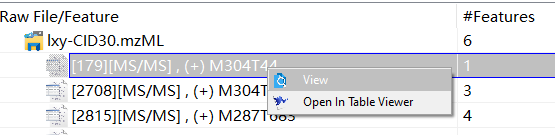 Raw File/Feature #Features
lxy-CID30.mzML 6
[179][MS/MS] , (+) M304T44 1
View
[2708][MS/MS] , (+) M304T 3
Open In Table Viewer
[2815][MS/MS] , (+) M287T683 4